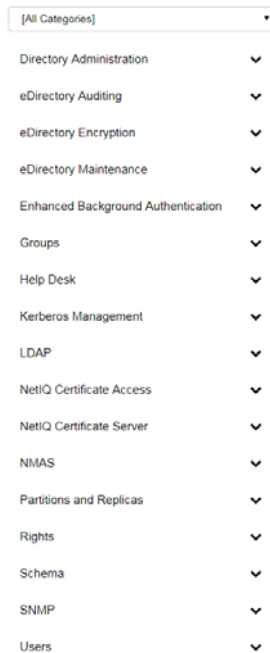 [All Categories]
Directory Administration
eDirectory Auditing
eDirectory Encryption
eDirectory Maintenance
Enhanced Background Authentication
Groups
Help Desk
Kerberos Management
LDAP
NetIQ Certificate Access
NetIQ Certificate Server
NMAS
Partitions and Replicas
Rights
Schema
SNMP
Users